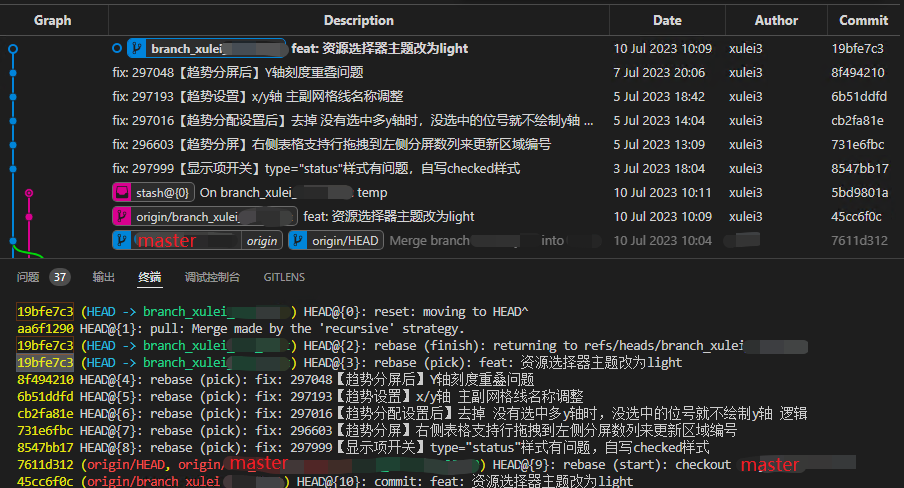 Graph Description Date Author Commit
branch_xulei_ feat: 资源选择器主题改为light 10 Jul 2023 10:09 xulei3 19bfe7c3
fix: 297048【趋势分屏后】Y轴刻度重叠问题 7 Jul 2023 20:06 xulei3 8f494210
fix: 297193【趋势设置】x/y轴 主副网格线名称调整 5 Jul 2023 18:42 xulei3 6b51ddfd
fix: 297016【趋势分配设置后】去掉 没有选中多y轴时，没选中的位号就不绘制y轴 ... 5 Jul 2023 14:04 xulei3 cb2fa81e
fix: 296603【趋势分屏】右侧表格支持行拖拽到左侧分屏数列来更新区域编号 5 Jul 2023 13:09 xulei3 731e6fbc
fix: 297999【显示项开关】type="status"样式有问题，自写checked样式 3 Jul 2023 18:04 xulei3 8547bb17
stash@{0} On branch_xulei_ temp 10 Jul 2023 10:11 xulei3 5bd9801a
origin/branch_xulei_ feat: 资源选择器主题改为light 10 Jul 2023 10:09 xulei3 45cc6f0c
master origin origin/HEAD Merge branch into 10 Jul 2023 10:04 7611d312
问题 37 输出 终端 调试控制台 GITLENS
19bfe7c3 (HEAD -> branch_xulei_ ) HEAD@{0}: reset: moving to HEAD^
aa6f1290 HEAD@{1}: pull: Merge made by the 'recursive' strategy.
19bfe7c3 (HEAD -> branch_xulei_ ) HEAD@{2}: rebase (finish): returning to refs/heads/branch_xulei
19bfe7c3 (HEAD -> branch_xulei_ ) HEAD@{3}: rebase (pick): feat: 资源选择器主题改为light
8f494210 HEAD@{4}: rebase (pick): fix: 297048【趋势分屏后】Y轴刻度重叠问题
6b51ddfd HEAD@{5}: rebase (pick): fix: 297193【趋势设置】x/y轴 主副网格线名称调整
cb2fa81e HEAD@{6}: rebase (pick): fix: 297016【趋势分配设置后】去掉 没有选中多y轴时，没选中的位号就不绘制y轴 逻辑
731e6fbc HEAD@{7}: rebase (pick): fix: 296603【趋势分屏】右侧表格支持行拖拽到左侧分屏数列来更新区域编号
8547bb17 HEAD@{8}: rebase (pick): fix: 297999【显示项开关】type="status"样式有问题，自写checked样式
7611d312 (origin/HEAD, origin/ master ) HEAD@{9}: rebase (start): checkout master
45cc6f0c (origin/branch_xulei_ ) HEAD@{10}: commit: feat: 资源选择器主题改为light